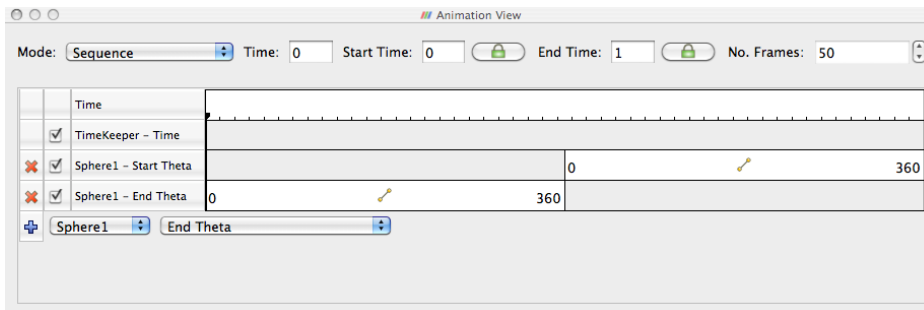 Animation View
Mode: Sequence Time: 0 Start Time: 0 End Time: 1 No. Frames: 50
Time
TimeKeeper - Time
Sphere1 - Start Theta 0 360
Sphere1 - End Theta 0 360
Sphere1 End Theta